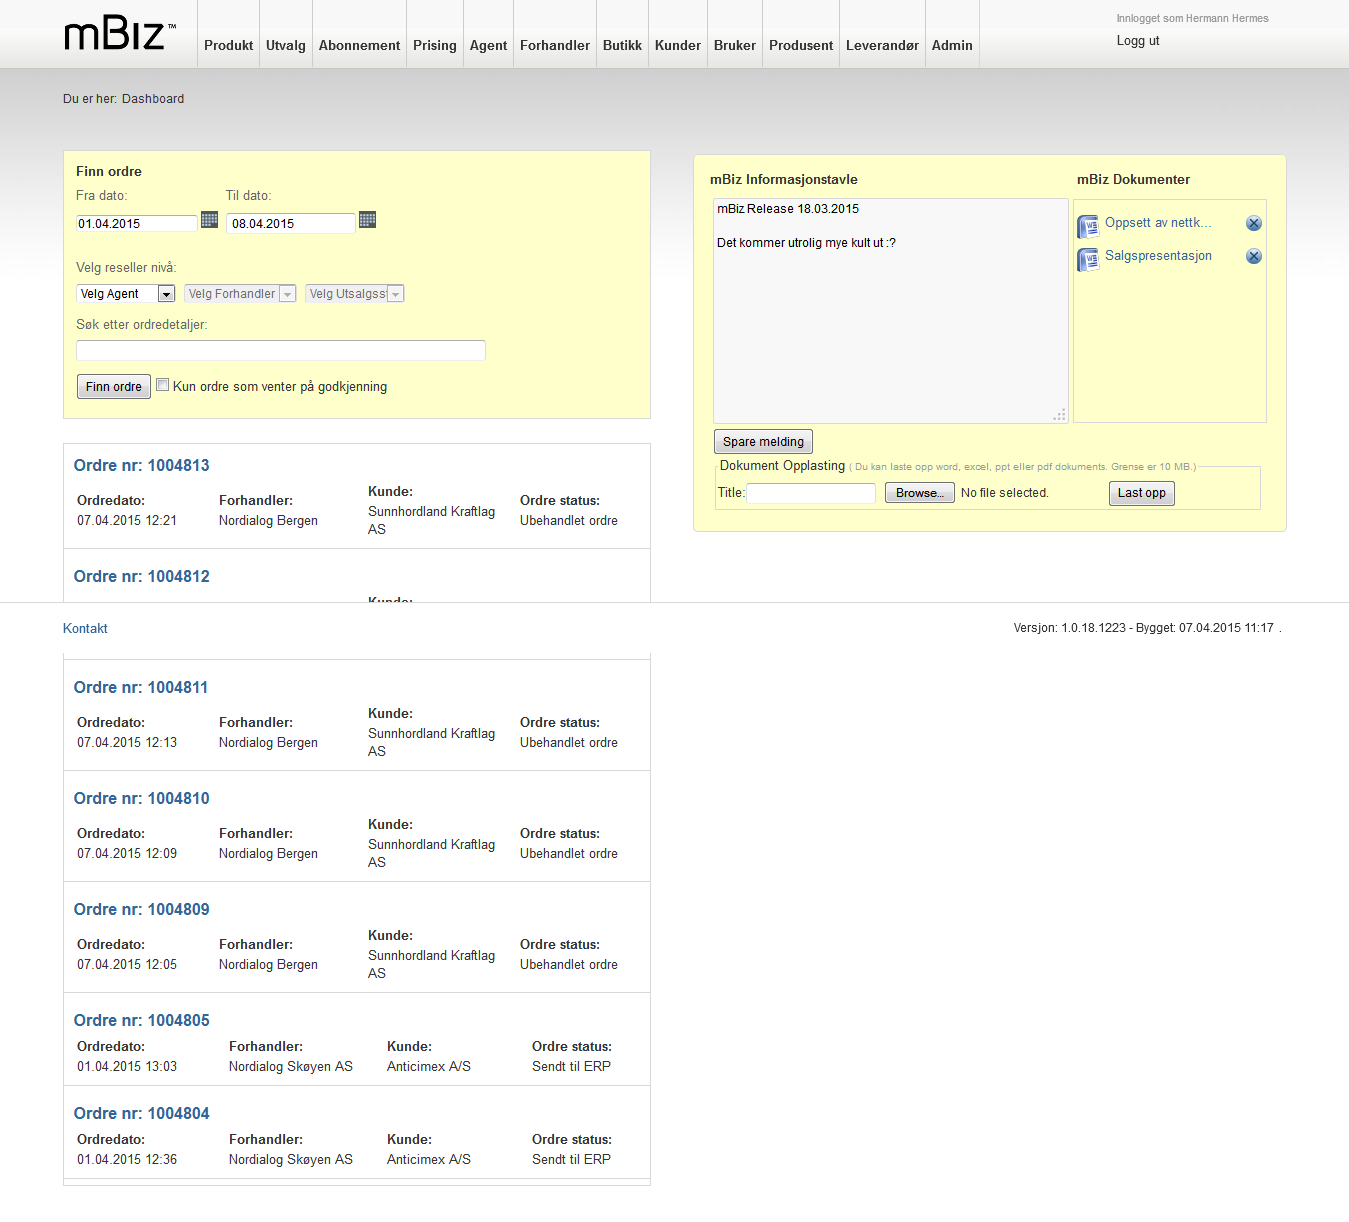 mBiz™
Produkt Utvalg Abonnement Prising Agent Forhandler Butikk Kunder Bruker Produsent Leverandør Admin
Innlogget som Hermann Hermes
Logg ut
Du er her: Dashboard
Finn ordre
Fra dato: Til dato:
01.04.2015 08.04.2015
Velg reseller nivå:
Velg Agent Velg Forhandler Velg Utsalgss
Søk etter ordredetaljer:
Finn ordre Kun ordre som venter på godkjenning
mBiz Informasjonstavle
mBiz Release 18.03.2015
Det kommer utrolig mye kult ut :?
mBiz Dokumenter
Oppsett av nettk...
Salgspresentasjon
Spare melding
Dokument Opplasting ( Du kan laste opp word, excel, ppt eller pdf dokuments. Grense er 10 MB.)
Title: Browse... No file selected. Last opp
Ordre nr: 1004813
Ordredato: Forhandler: Kunde: Ordre status:
07.04.2015 12:21 Nordialog Bergen Sunnhordland Kraftlag Ubehandlet ordre
AS
Ordre nr: 1004812
Kunde:
Kontakt
Versjon: 1.0.18.1223 - Bygget: 07.04.2015 11:17 .
Ordre nr: 1004811
Ordredato: Forhandler: Kunde: Ordre status:
07.04.2015 12:13 Nordialog Bergen Sunnhordland Kraftlag Ubehandlet ordre
AS
Ordre nr: 1004810
Ordredato: Forhandler: Kunde: Ordre status:
07.04.2015 12:09 Nordialog Bergen Sunnhordland Kraftlag Ubehandlet ordre
AS
Ordre nr: 1004809
Ordredato: Forhandler: Kunde: Ordre status:
07.04.2015 12:05 Nordialog Bergen Sunnhordland Kraftlag Ubehandlet ordre
AS
Ordre nr: 1004805
Ordredato: Forhandler: Kunde: Ordre status:
01.04.2015 13:03 Nordialog Skøyen AS Anticimex A/S Sendt til ERP
Ordre nr: 1004804
Ordredato: Forhandler: Kunde: Ordre status:
01.04.2015 12:36 Nordialog Skøyen AS Anticimex A/S Sendt til ERP